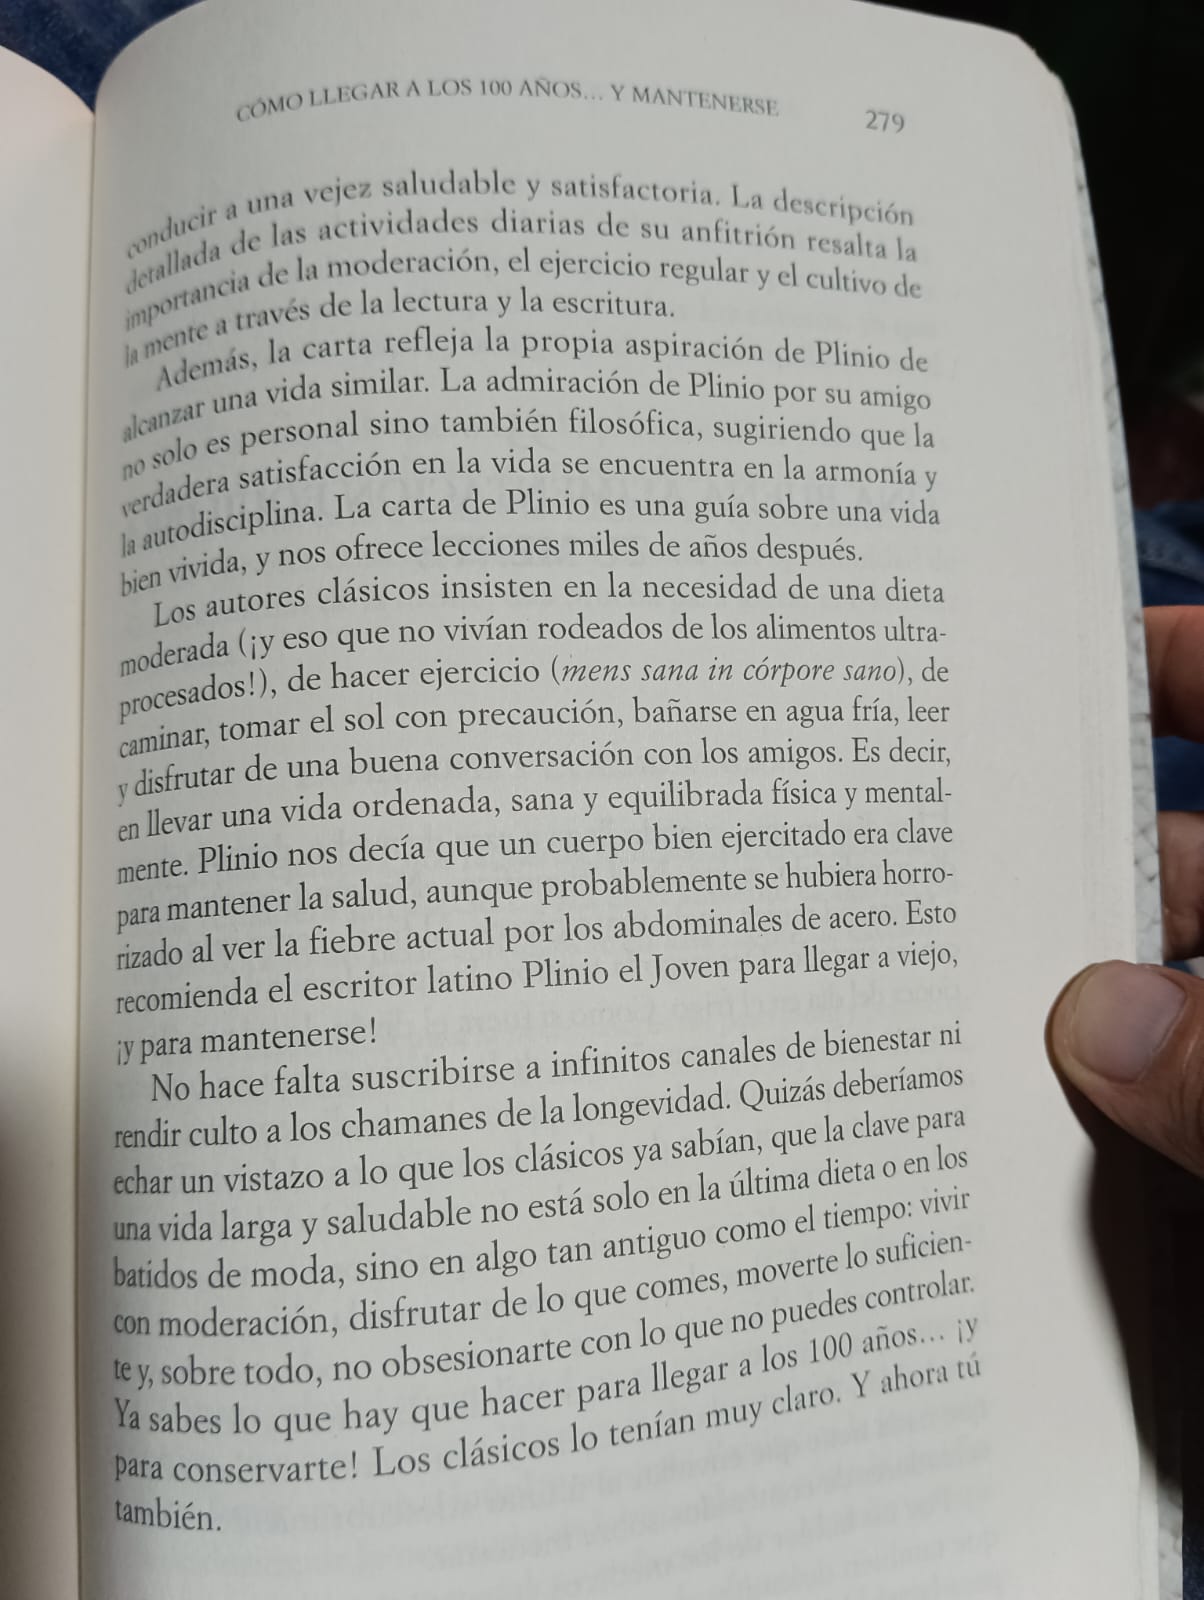 CÓMO LLEGAR A LOS 100 AÑOS... Y MANTENERSE 279
conducir a una vejez saludable y satisfactoria. La descripción
detallada de las actividades diarias de su anfitrión resalta la
importancia de la moderación, el ejercicio regular y el cultivo de
la mente a través de la lectura y la escritura.
Además, la carta refleja la propia aspiración de Plinio de
alcanzar una vida similar. La admiración de Plinio por su amigo
no solo es personal sino también filosófica, sugiriendo que la
verdadera satisfacción en la vida se encuentra en la armonía y
la autodisciplina. La carta de Plinio es una guía sobre una vida
bien vivida, y nos ofrece lecciones miles de años después.
Los autores clásicos insisten en la necesidad de una dieta
moderada (¡y eso que no vivían rodeados de los alimentos ultra-
procesados!), de hacer ejercicio (mens sana in córpore sano), de
caminar, tomar el sol con precaución, bañarse en agua fría, leer
y disfrutar de una buena conversación con los amigos. Es decir,
en llevar una vida ordenada, sana y equilibrada física y mental-
mente. Plinio nos decía que un cuerpo bien ejercitado era clave
para mantener la salud, aunque probablemente se hubiera horro-
rizado al ver la fiebre actual por los abdominales de acero. Esto
recomienda el escritor latino Plinio el Joven para llegar a viejo,
¡y para mantenerse!
No hace falta suscribirse a infinitos canales de bienestar ni
rendir culto a los chamanes de la longevidad. Quizás deberíamos
echar un vistazo a lo que los clásicos ya sabían, que la clave para
una vida larga y saludable no está solo en la última dieta o en los
batidos de moda, sino en algo tan antiguo como el tiempo: vivir
con moderación, disfrutar de lo que comes, moverte lo suficien-
te y, sobre todo, no obsesionarte con lo que no puedes controlar.
Ya sabes lo que hay que hacer para llegar a los 100 años... ¡y
para conservarte! Los clásicos lo tenían muy claro. Y ahora tú
también.